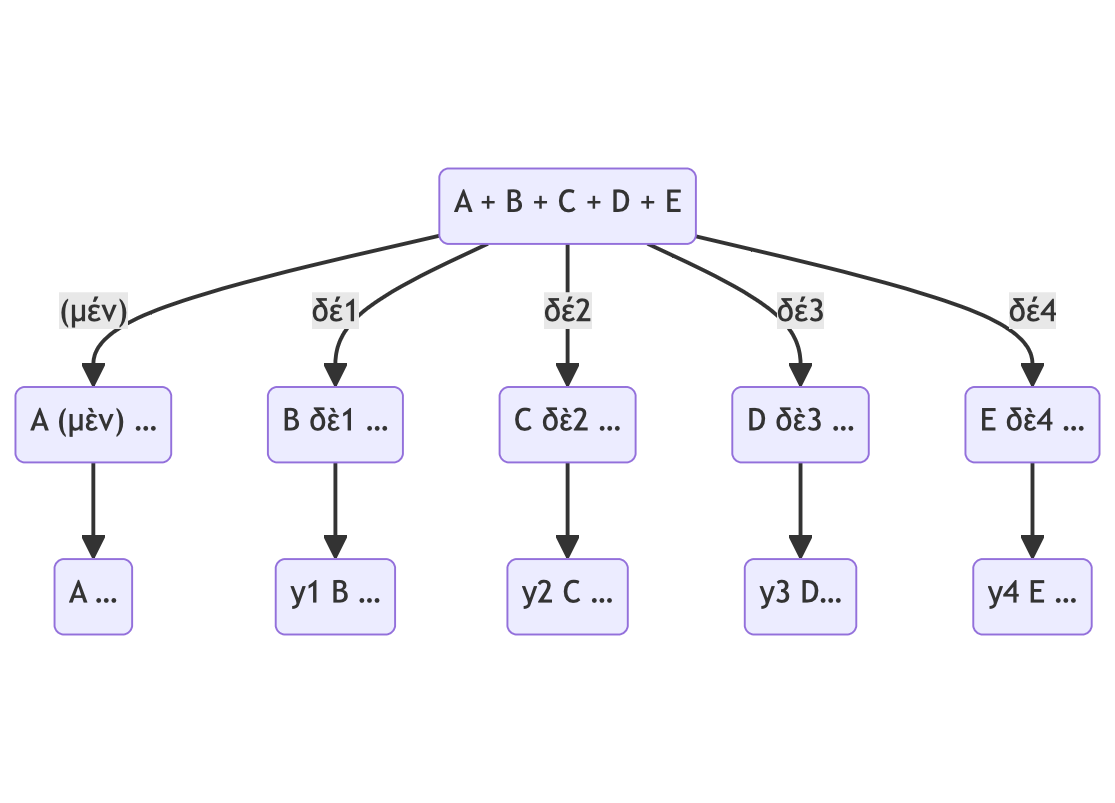 A + B + C + D + E
(μέν)
δέ1
δέ2
δέ3
δέ4
A (μὲν) ...
B δὲ1 ...
C δὲ2 ...
D δὲ3 ...
E δὲ4 ...
A ...
y1 B ...
y2 C ...
y3 D...
y4 E ...